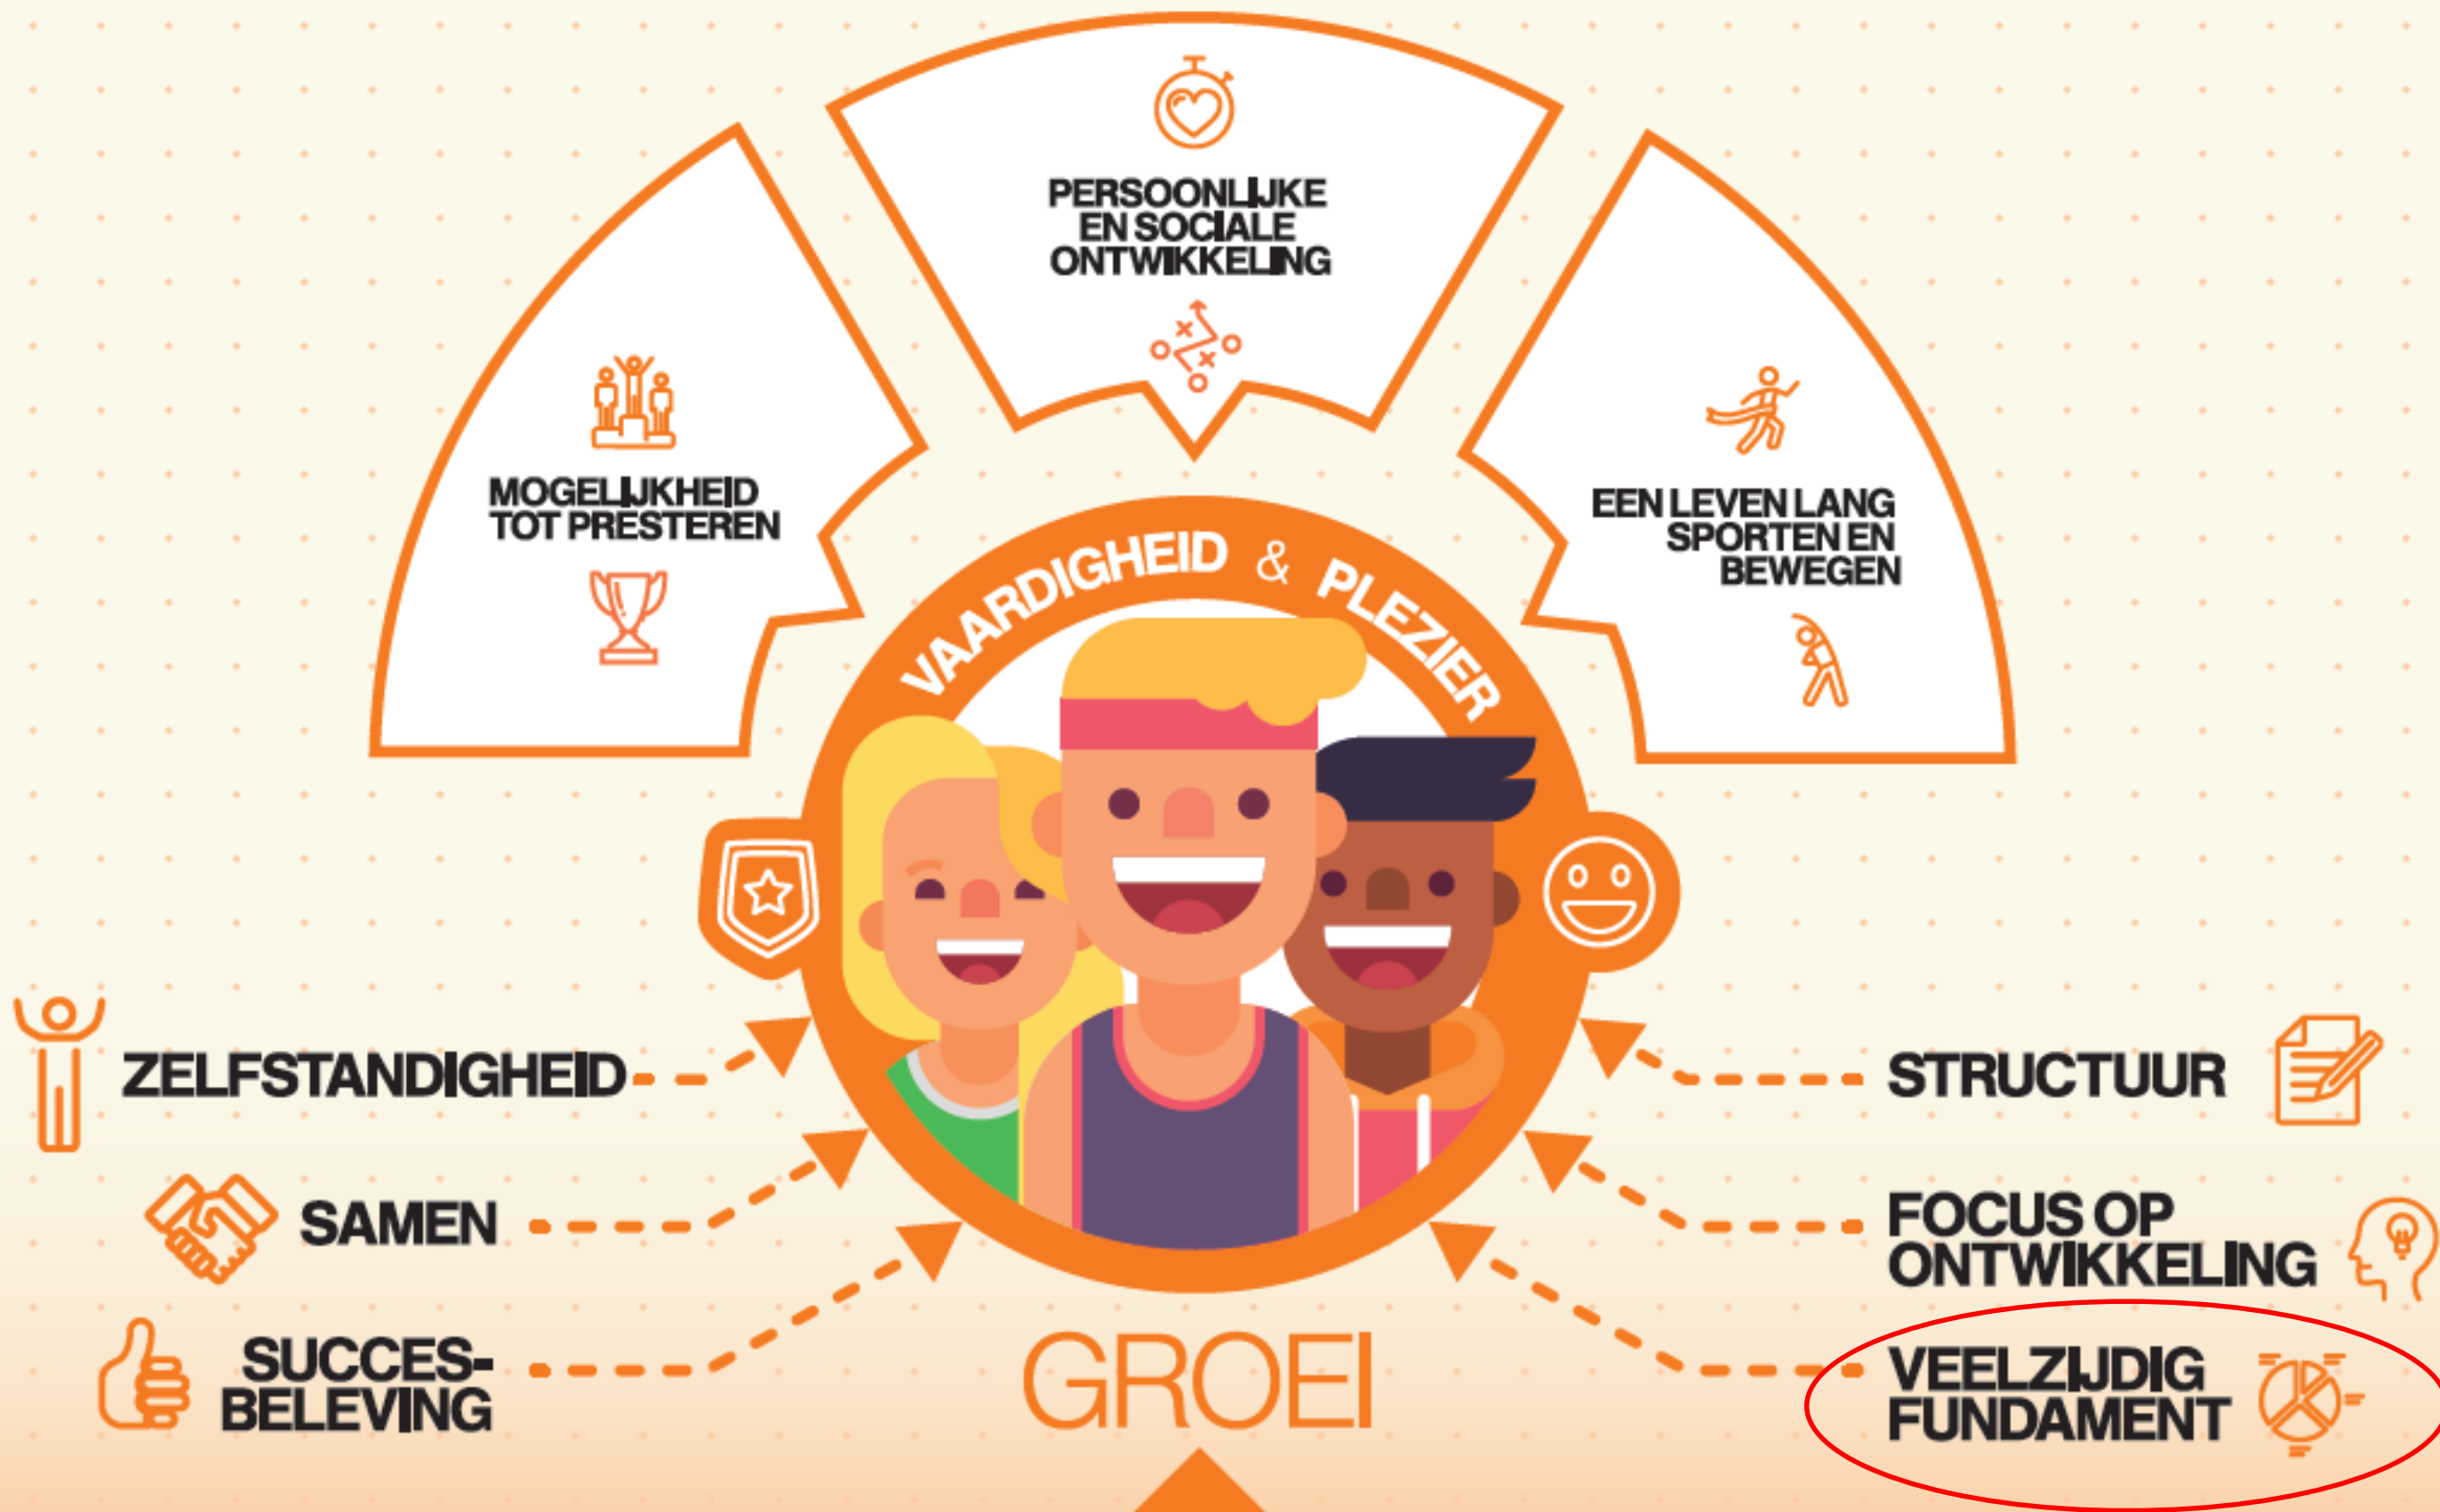 PERSOONLIJKE
EN SOCIALE
ONTWIKKELING
MOGELIJKHEID
TOT PRESTEREN
EEN LEVEN LANG
SPORTEN EN
BEWEGEN
VAARDIGHEID & PLEZIER
ZELFSTANDIGHEID
SAMEN
SUCCES-
BELEVING
STRUCTUUR
FOCUS OP
ONTWIKKELING
VEELZIJDIG
FUNDAMENT
GROEI